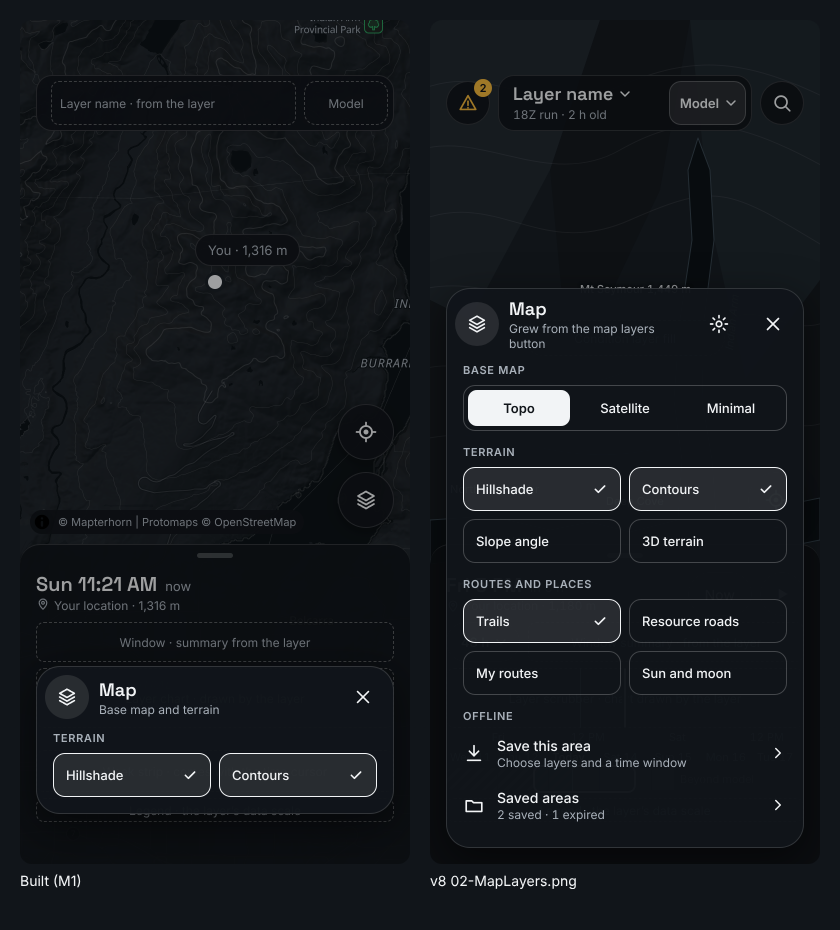 Provincial Park
Layer name · from the layer
Model
You · 1,316 m
BURRAR
© Mapterhorn | Protomaps © OpenStreetMap
Sun 11:21 AM now
Your location · 1,316 m
Window · summary from the layer
Map
Base map and terrain
TERRAIN
Hillshade
Contours
Built (M1)
2
Layer name
18Z run · 2 h old
Model
Mt Seymour 1,449 m
Map
Grew from the map layers
button
BASE MAP
Topo
Satellite
Minimal
TERRAIN
Hillshade
Contours
Slope angle
3D terrain
ROUTES AND PLACES
Trails
Resource roads
My routes
Sun and moon
OFFLINE
Save this area
Choose layers and a time window
Saved areas
2 saved · 1 expired
v8 02-MapLayers.png